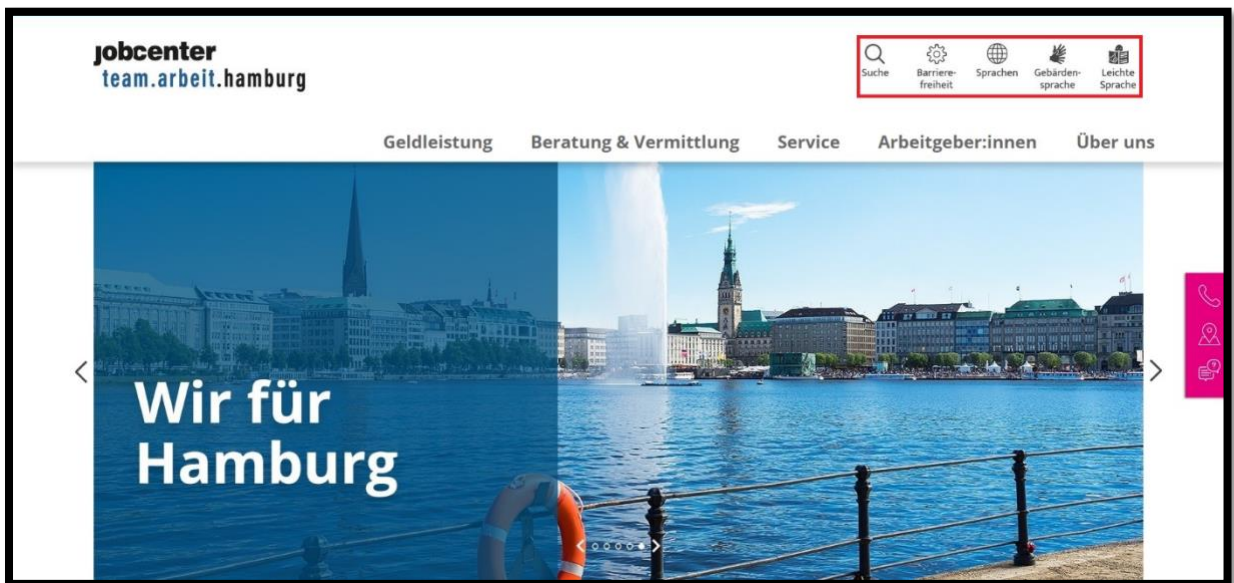 jobcenter
team.arbeit.hamburg
Suche
Barriere-
freiheit
Sprachen
Gebärden-
sprache
Leichte
Sprache
Geldleistung
Beratung & Vermittlung
Service
Arbeitgeber:innen
Über uns
Wir für
Hamburg